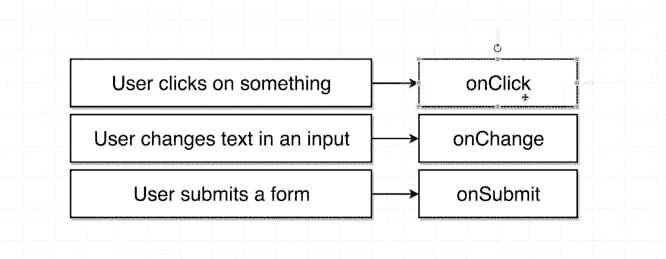 User clicks on something
onClick
User changes text in an input
onChange
User submits a form
onSubmit